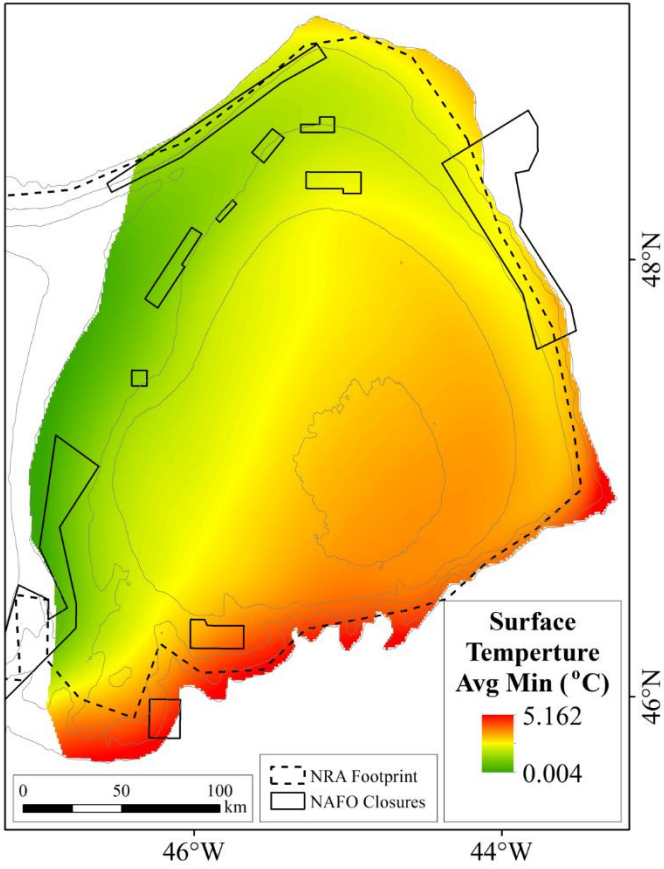 48°N
46°N
Surface
Temperture
Avg Min (°C)
5.162
0.004
NRA Footprint
NAFO Closures
0 50 100
km
46°W 44°W